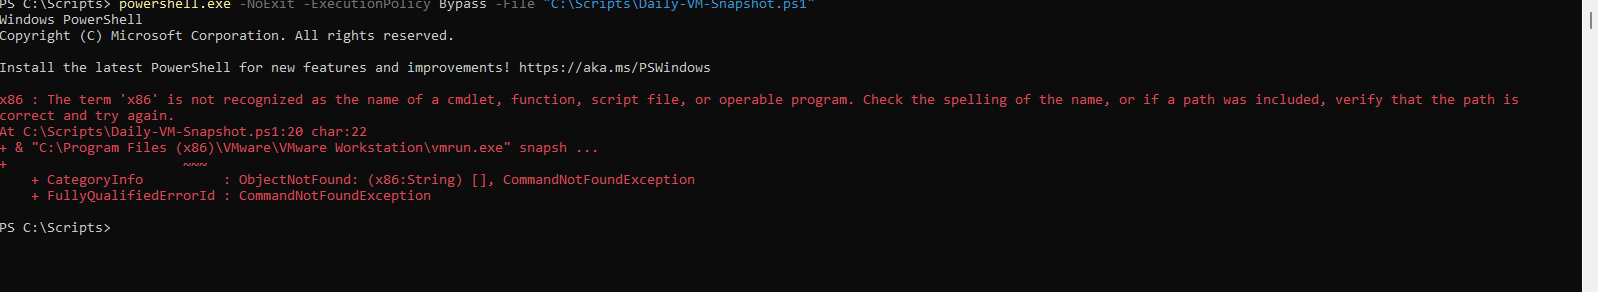 PS C:\Scripts> powershell.exe -NoExit -ExecutionPolicy Bypass -File "C:\Scripts\Daily-VM-Snapshot.ps1"
Windows PowerShell
Copyright (C) Microsoft Corporation. All rights reserved.
Install the latest PowerShell for new features and improvements! https://aka.ms/PSWindows
x86 : The term 'x86' is not recognized as the name of a cmdlet, function, script file, or operable program. Check the spelling of the name, or if a path was included, verify that the path is
correct and try again.
At C:\Scripts\Daily-VM-Snapshot.ps1:20 char:22
+ & "C:\Program Files (x86)\VMware\VMware Workstation\vmrun.exe" snapsh ...
+                      ~~~
    + CategoryInfo          : ObjectNotFound: (x86:String) [], CommandNotFoundException
    + FullyQualifiedErrorId : CommandNotFoundException
PS C:\Scripts>